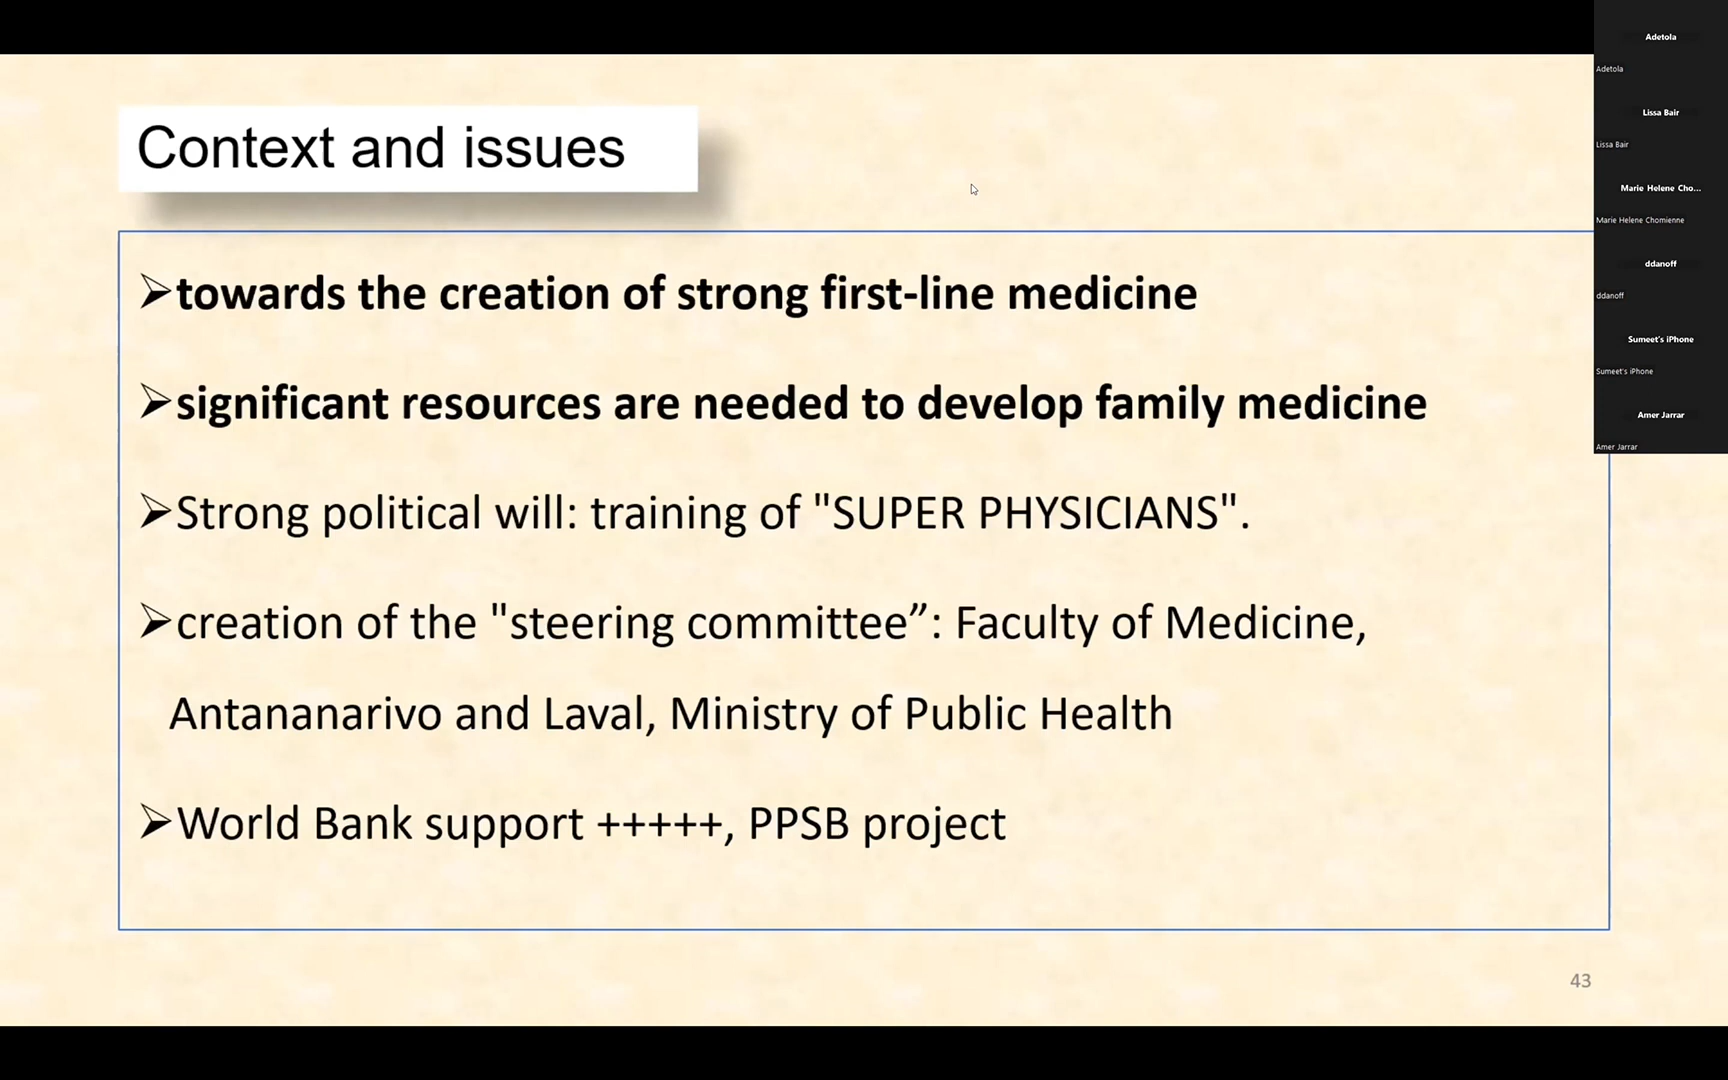 Context and issues
➢towards the creation of strong first-line medicine
➢significant resources are needed to develop family medicine
➢Strong political will: training of "SUPER PHYSICIANS".
➢creation of the "steering committee”: Faculty of Medicine,
Antananarivo and Laval, Ministry of Public Health
➢World Bank support +++++, PPSB project
43
Adetola
Adetola
Lissa Bair
Lissa Bair
Marie Helene Cho...
Marie Helene Chomienne
ddanoff
ddanoff
Sumeet's iPhone
Sumeet's iPhone
Amer Jarrar
Amer Jarrar